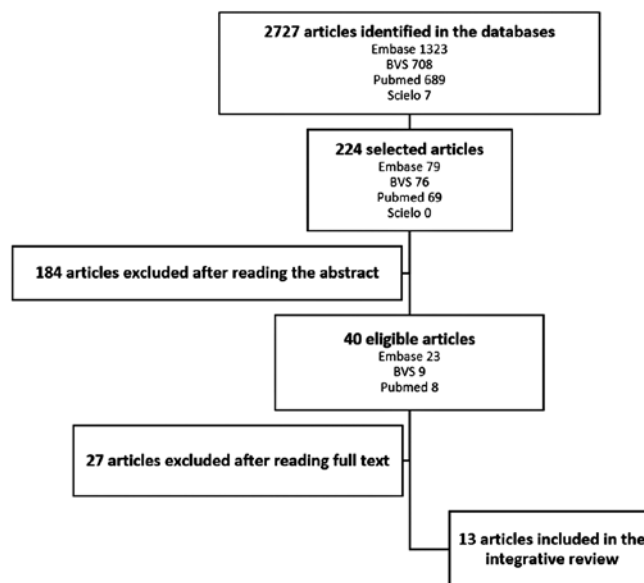 2727 articles identified in the databases
Embase 1323
BVS 708
Pubmed 689
Scielo 7
224 selected articles
Embase 79
BVS 76
Pubmed 69
Scielo 0
184 articles excluded after reading the abstract
40 eligible articles
Embase 23
BVS 9
Pubmed 8
27 articles excluded after reading full text
13 articles included in the
integrative review